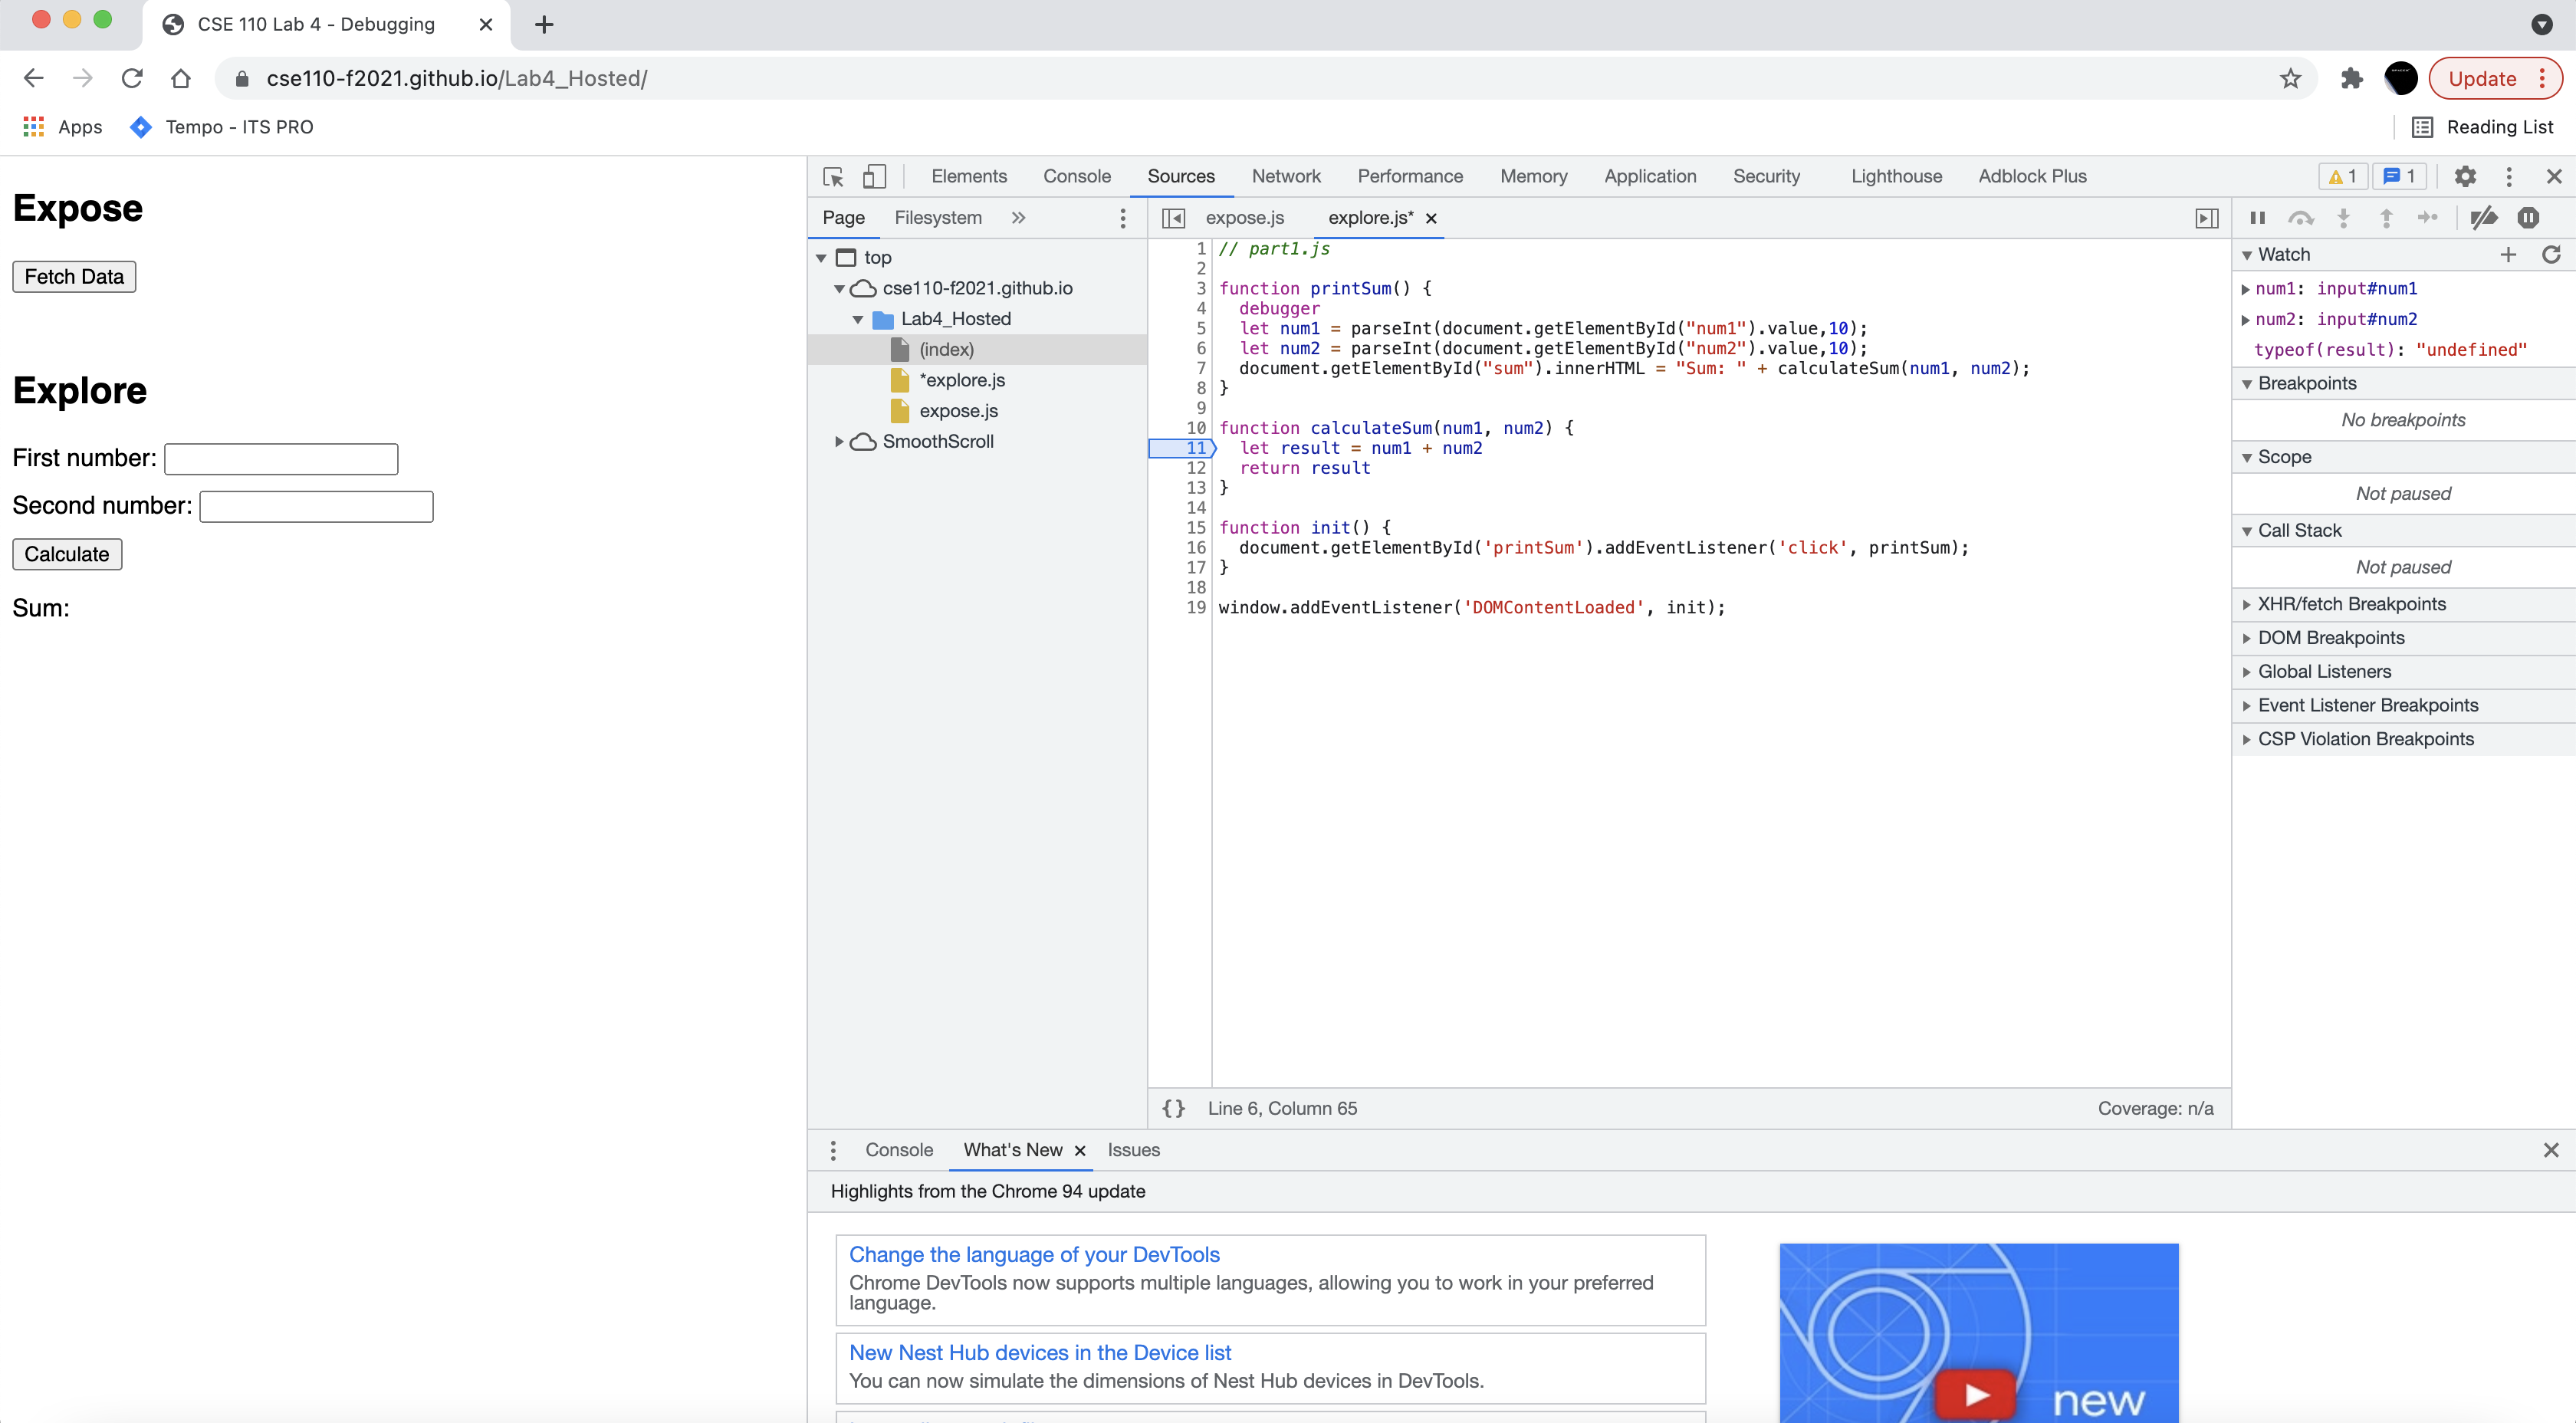 CSE 110 Lab 4 - Debugging
cse110-f2021.github.io/Lab4_Hosted/
Update
Apps
Tempo - ITS PRO
Reading List
Expose
Fetch Data
Explore
First number:
Second number:
Calculate
Sum:
Elements Console Sources Network Performance Memory Application Security Lighthouse Adblock Plus
1 1
Page Filesystem »
top
cse110-f2021.github.io
Lab4_Hosted
(index)
*explore.js
expose.js
SmoothScroll
expose.js explore.js*
1 // part1.js
2
3 function printSum() {
4 debugger
5 let num1 = parseInt(document.getElementById("num1").value,10);
6 let num2 = parseInt(document.getElementById("num2").value,10);
7 document.getElementById("sum").innerHTML = "Sum: " + calculateSum(num1, num2);
8 }
9
10 function calculateSum(num1, num2) {
11 let result = num1 + num2
12 return result
13 }
14
15 function init() {
16 document.getElementById('printSum').addEventListener('click', printSum);
17 }
18
19 window.addEventListener('DOMContentLoaded', init);
{} Line 6, Column 65
Coverage: n/a
Watch
num1: input#num1
num2: input#num2
typeof(result): "undefined"
Breakpoints
No breakpoints
Scope
Not paused
Call Stack
Not paused
XHR/fetch Breakpoints
DOM Breakpoints
Global Listeners
Event Listener Breakpoints
CSP Violation Breakpoints
Console What's New Issues
Highlights from the Chrome 94 update
Change the language of your DevTools
Chrome DevTools now supports multiple languages, allowing you to work in your preferred
language.
New Nest Hub devices in the Device list
You can now simulate the dimensions of Nest Hub devices in DevTools.
new